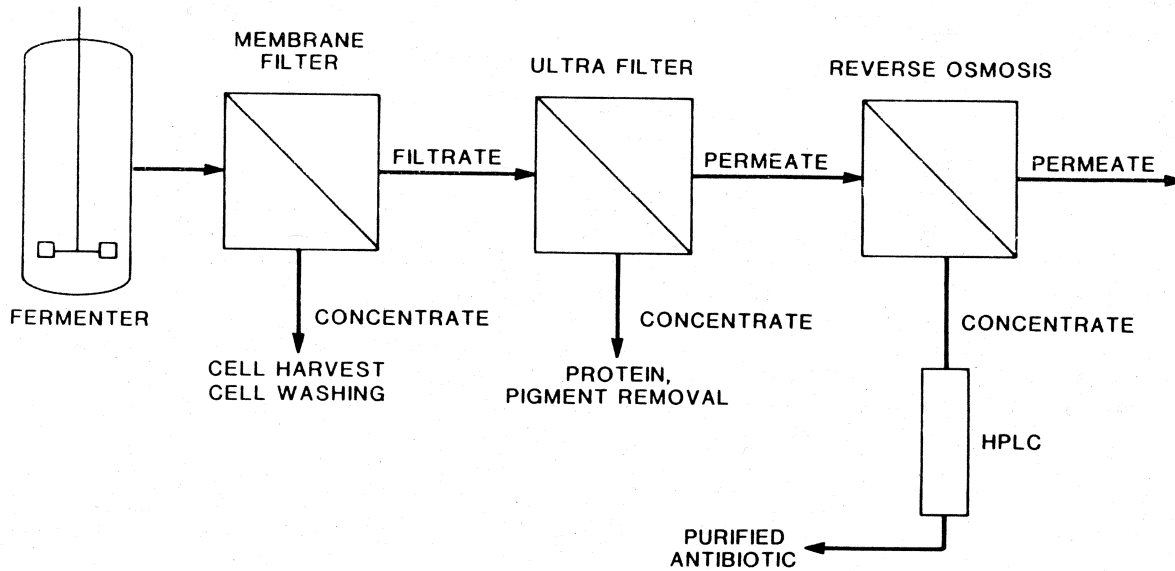 MEMBRANE
FILTER
ULTRA FILTER
REVERSE OSMOSIS
FILTRATE
PERMEATE
PERMEATE
FERMENTER
CONCENTRATE
CONCENTRATE
CONCENTRATE
CELL HARVEST
CELL WASHING
PROTEIN,
PIGMENT REMOVAL
HPLC
PURIFIED
ANTIBIOTIC